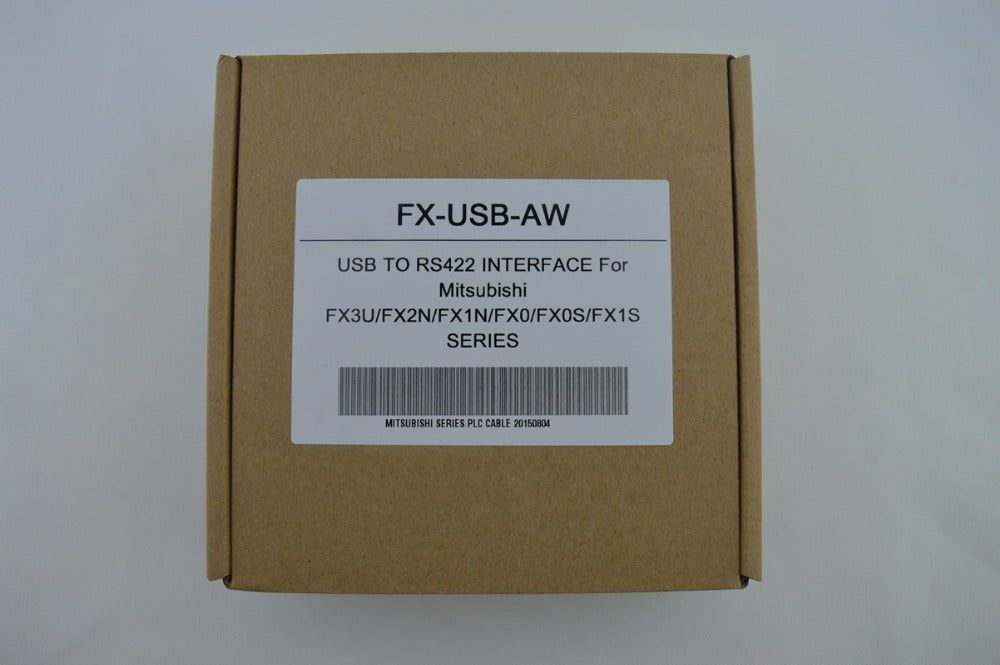 FX-USB-AW
USB TO RS422 INTERFACE For
Mitsubishi
FX3U/FX2N/FX1N/FX0/FX0S/FX1S
SERIES
MITSUBISHI SERIES PLC CABLE 20150804